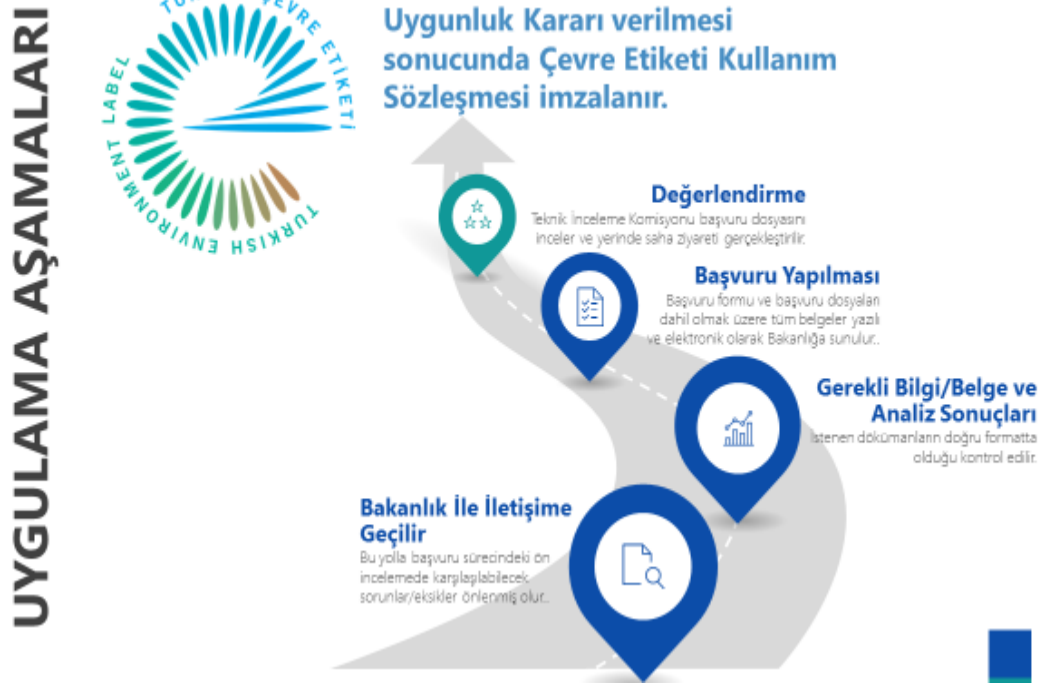 UYGULAMA AŞAMALARI
ÇEVRE ETİKETİ
TURKISH ENVIRONMENT LABEL
Uygunluk Kararı verilmesi
sonucunda Çevre Etiketi Kullanım
Sözleşmesi imzalanır.
Değerlendirme
Teknik İnceleme Komisyonu başvuru dosyasını
inceler ve yerinde saha ziyareti gerçekleştirilir.
Başvuru Yapılması
Başvuru formu ve başvuru dosyaları
dahil olmak üzere tüm belgeler yazılı
ve elektronik olarak Bakanlığa sunulur..
Gerekli Bilgi/Belge ve
Analiz Sonuçları
İstenen dökümanların doğru formatta
olduğu kontrol edilir.
Bakanlık İle İletişime
Geçilir
Bu yolla başvuru sürecindeki ön
incelemede karşılaşılabilecek
sorunlar/eksikler önlenmiş olur..